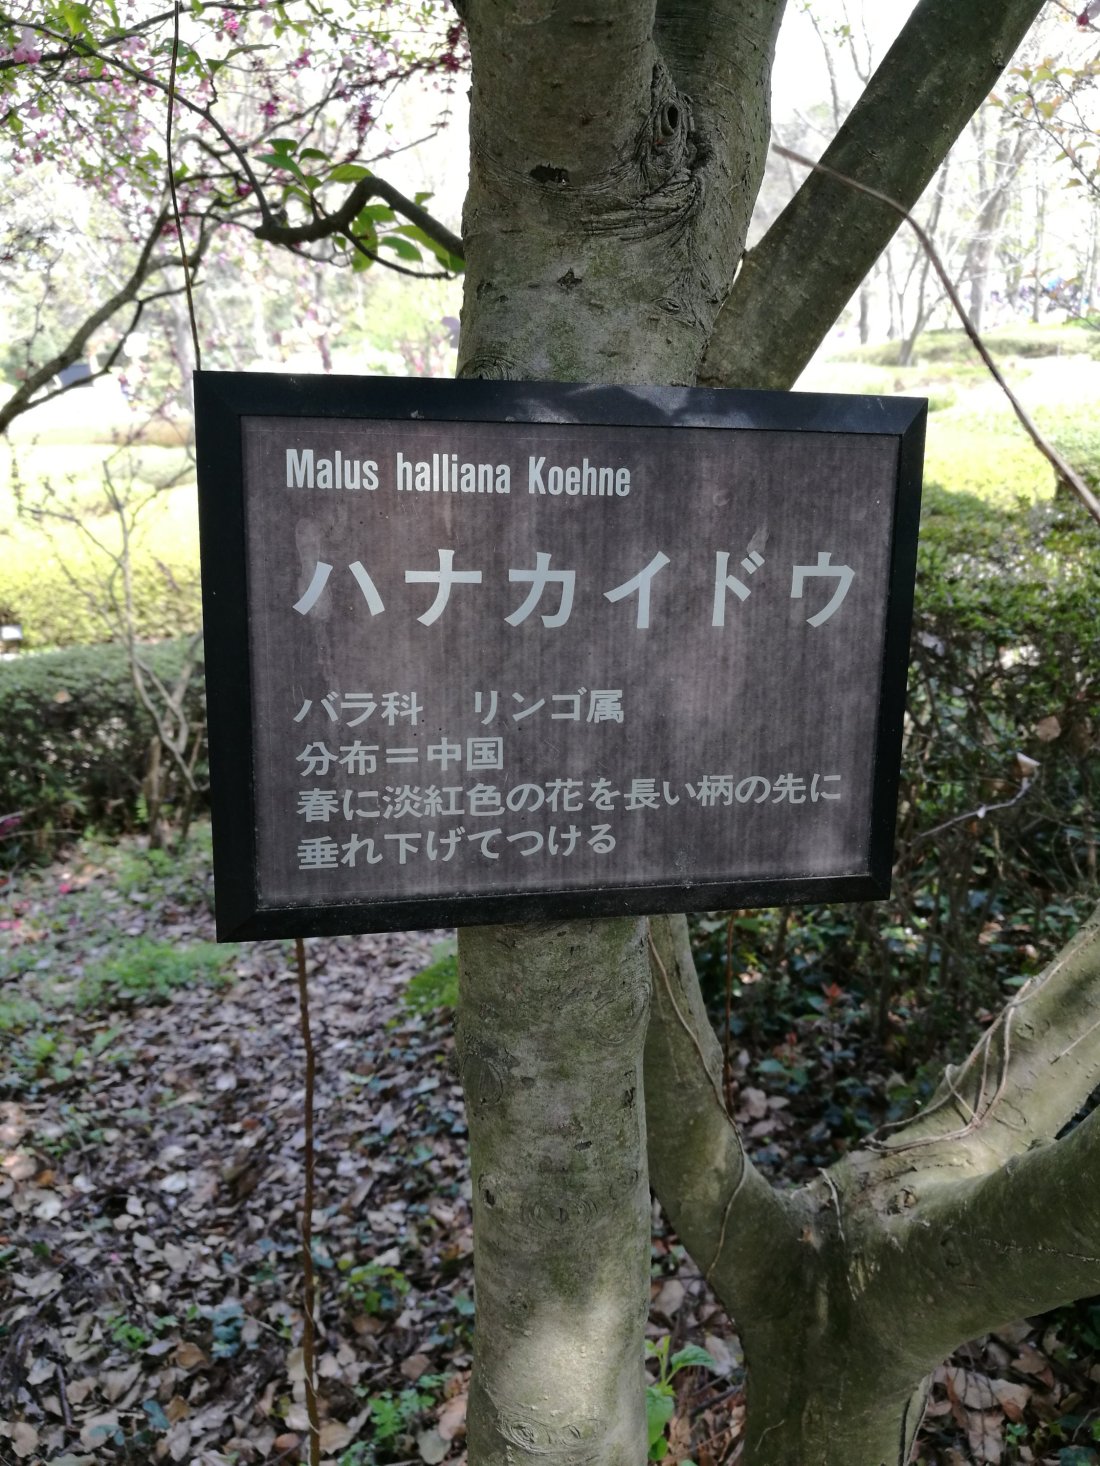 Malus halliana Koehne
ハナカイドウ
バラ科　リンゴ属
分布＝中国
春に淡紅色の花を長い柄の先に
垂れ下げてつける